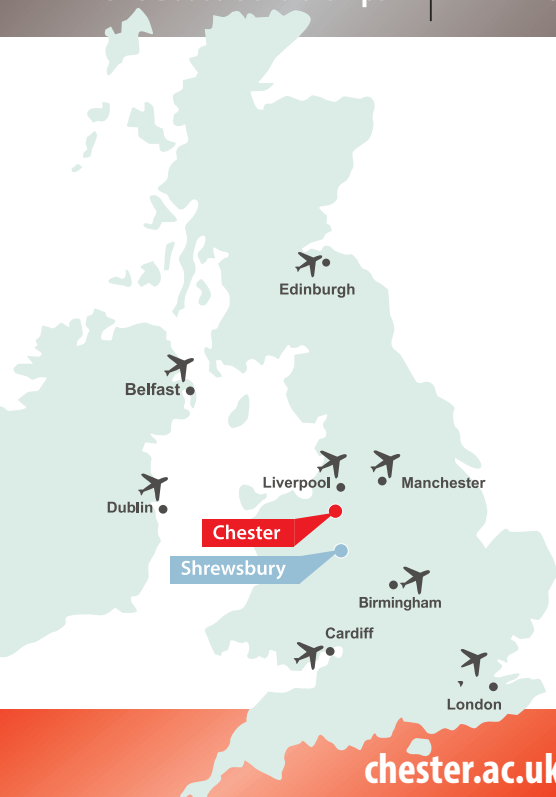 Edinburgh
Belfast
Liverpool
Manchester
Dublin
Chester
Shrewsbury
Birmingham
Cardiff
London
chester.ac.uk